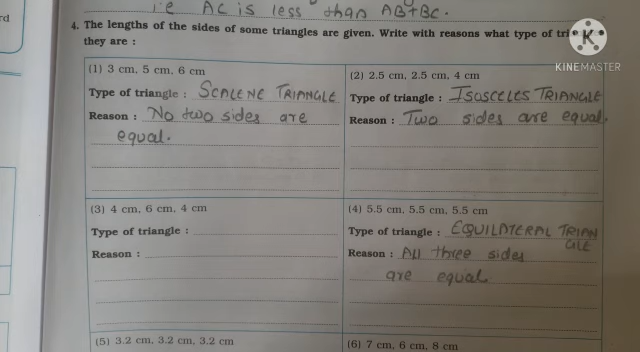 rd
i.e AC is less than AB+BC.
4. The lengths of the sides of some triangles are given. Write with reasons what type of
they are :
KINEMASTER
(1) 3 cm, 5 cm, 6 cm
Type of triangle : SCALENE TRIANGLE
Reason : No two sides are
equal.
(2) 2.5 cm, 2.5 cm, 4 cm
Type of triangle : ISOSCELES TRIANGLE
Reason : Two sides are equal.
(3) 4 cm, 6 cm, 4 cm
Type of triangle :
Reason :
(4) 5.5 cm, 5.5 cm, 5.5 cm
Type of triangle : EQUILATERAL TRIAN
GLE
Reason : All three sides
are equal
(5) 3.2 cm, 3.2 cm, 3.2 cm
(6) 7 cm, 6 cm, 8 cm